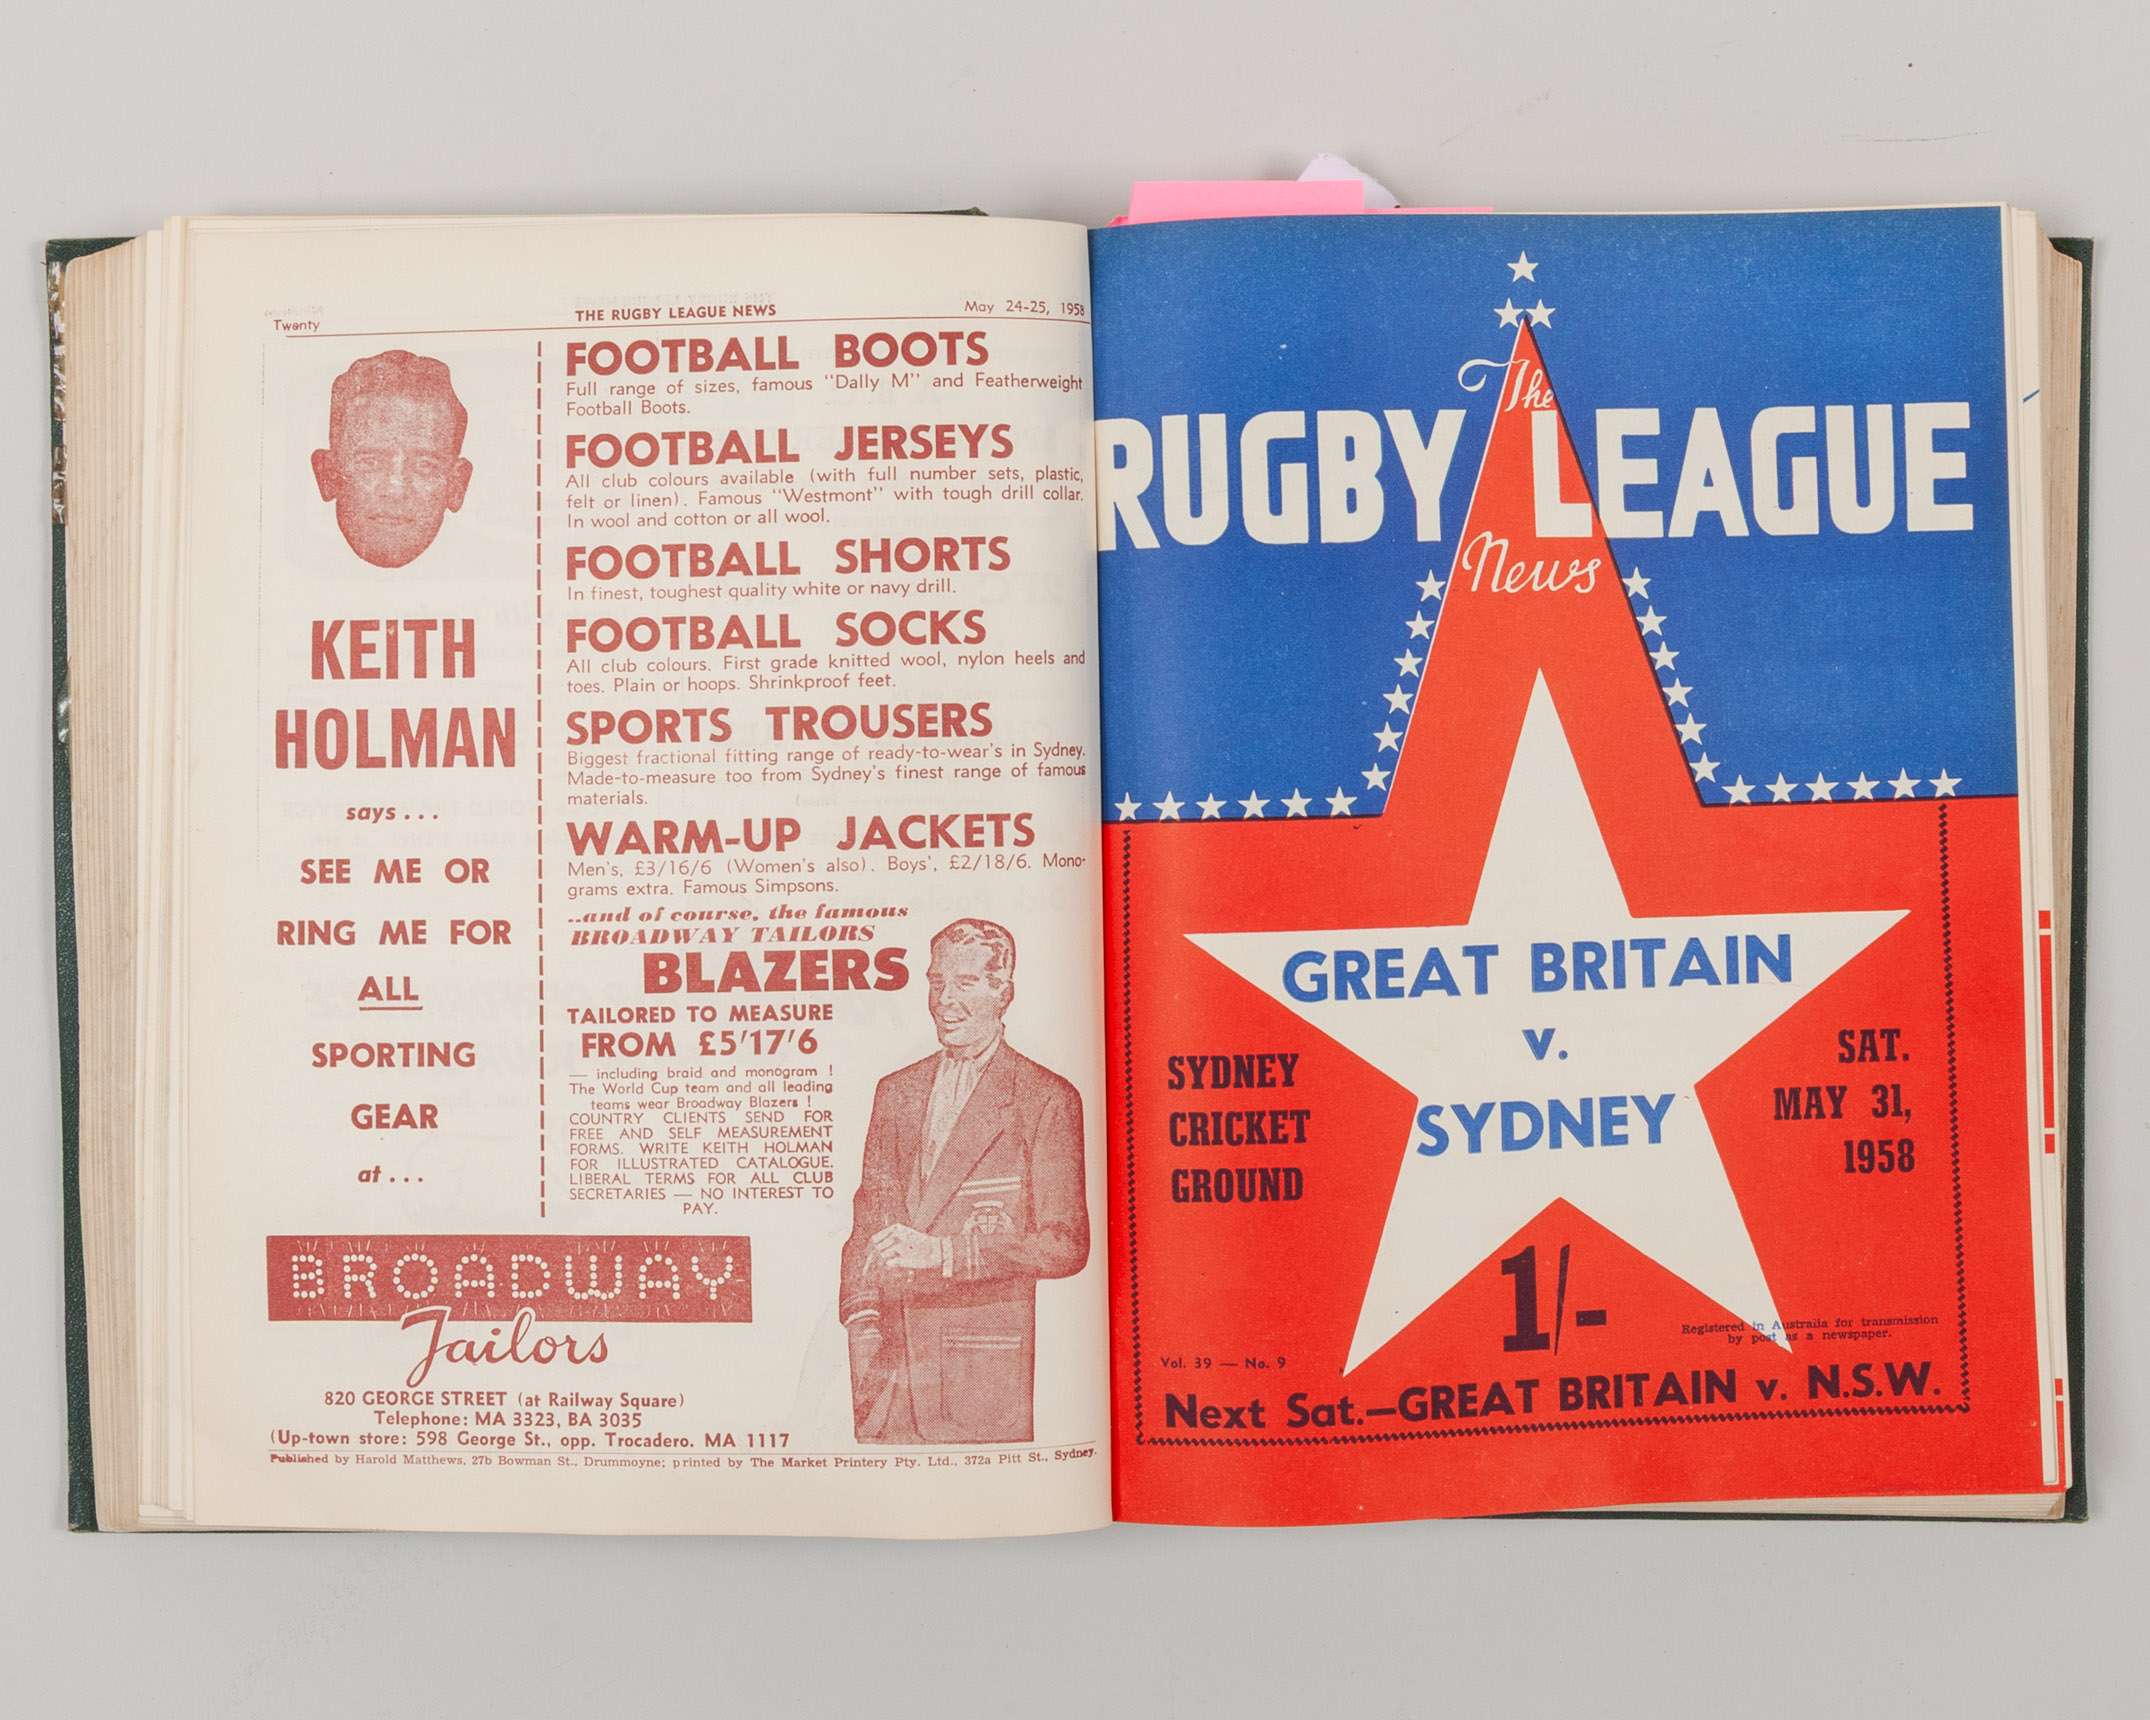 Twenty THE RUGBY LEAGUE NEWS May 24-25, 1958
KEITH
HOLMAN
says . . .
SEE ME OR
RING ME FOR
ALL
SPORTING
GEAR
at . . .
FOOTBALL BOOTS
Full range of sizes, famous "Dally M" and Featherweight
Football Boots.
FOOTBALL JERSEYS
All club colours available (with full number sets, plastic,
felt or linen). Famous "Westmont" with tough drill collar.
In wool and cotton or all wool.
FOOTBALL SHORTS
In finest, toughest quality white or navy drill.
FOOTBALL SOCKS
All club colours. First grade knitted wool, nylon heels and
toes. Plain or hoops. Shrinkproof feet.
SPORTS TROUSERS
Biggest fractional fitting range of ready-to-wear's in Sydney.
Made-to-measure too from Sydney's finest range of famous
materials.
WARM-UP JACKETS
Men's, £3/16/6 (Women's also). Boys', £2/18/6. Mono-
grams extra. Famous Simpsons.
..and of course, the famous
BROADWAY TAILORS
BLAZERS
TAILORED TO MEASURE
FROM £5'17'6
— including braid and monogram !
The World Cup team and all leading
teams wear Broadway Blazers !
COUNTRY CLIENTS SEND FOR
FREE AND SELF MEASUREMENT
FORMS. WRITE KEITH HOLMAN
FOR ILLUSTRATED CATALOGUE.
LIBERAL TERMS FOR ALL CLUB
SECRETARIES — NO INTEREST TO
PAY.
BROADWAY
Tailors
820 GEORGE STREET (at Railway Square)
Telephone: MA 3323, BA 3035
(Up-town store: 598 George St., opp. Trocadero. MA 1117
Published by Harold Matthews, 27b Bowman St., Drummoyne; printed by The Market Printery Pty. Ltd., 372a Pitt St., Sydney.
The
RUGBY LEAGUE
News
GREAT BRITAIN
v.
SYDNEY
SYDNEY
CRICKET
GROUND
SAT.
MAY 31,
1958
1/-
Registered in Australia for transmission
by post as a newspaper.
Vol. 39 — No. 9
Next Sat.—GREAT BRITAIN v. N.S.W.